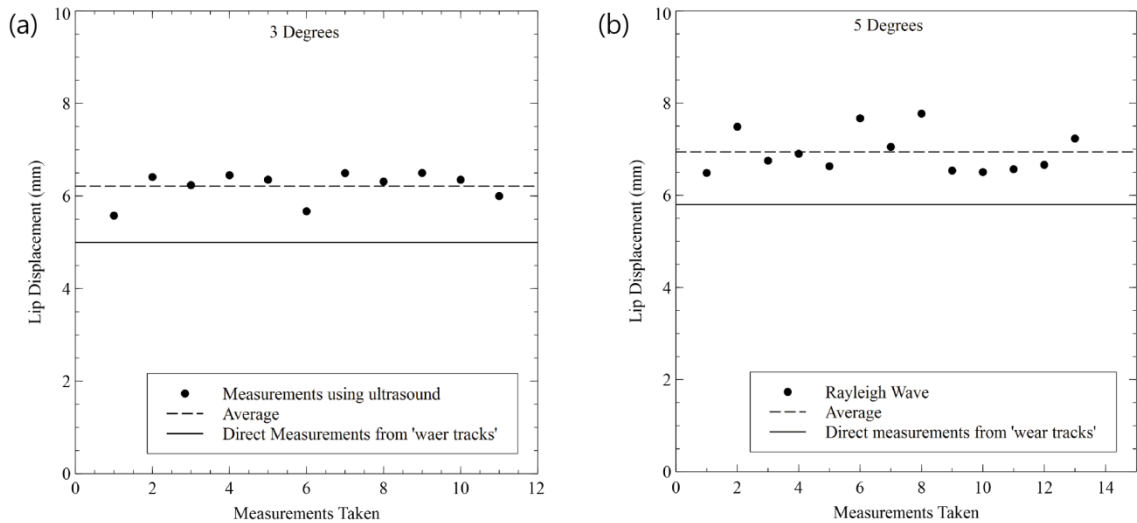 (a)
3 Degrees
Lip Displacement (mm)
10
8
6
4
2
0
Measurements using ultrasound
Average
Direct Measurements from 'waer tracks'
0 2 4 6 8 10 12
Measurements Taken
(b)
5 Degrees
Lip Displacement (mm)
10
8
6
4
2
0
Rayleigh Wave
Average
Direct measurements from 'wear tracks'
0 2 4 6 8 10 12 14
Measurements Taken